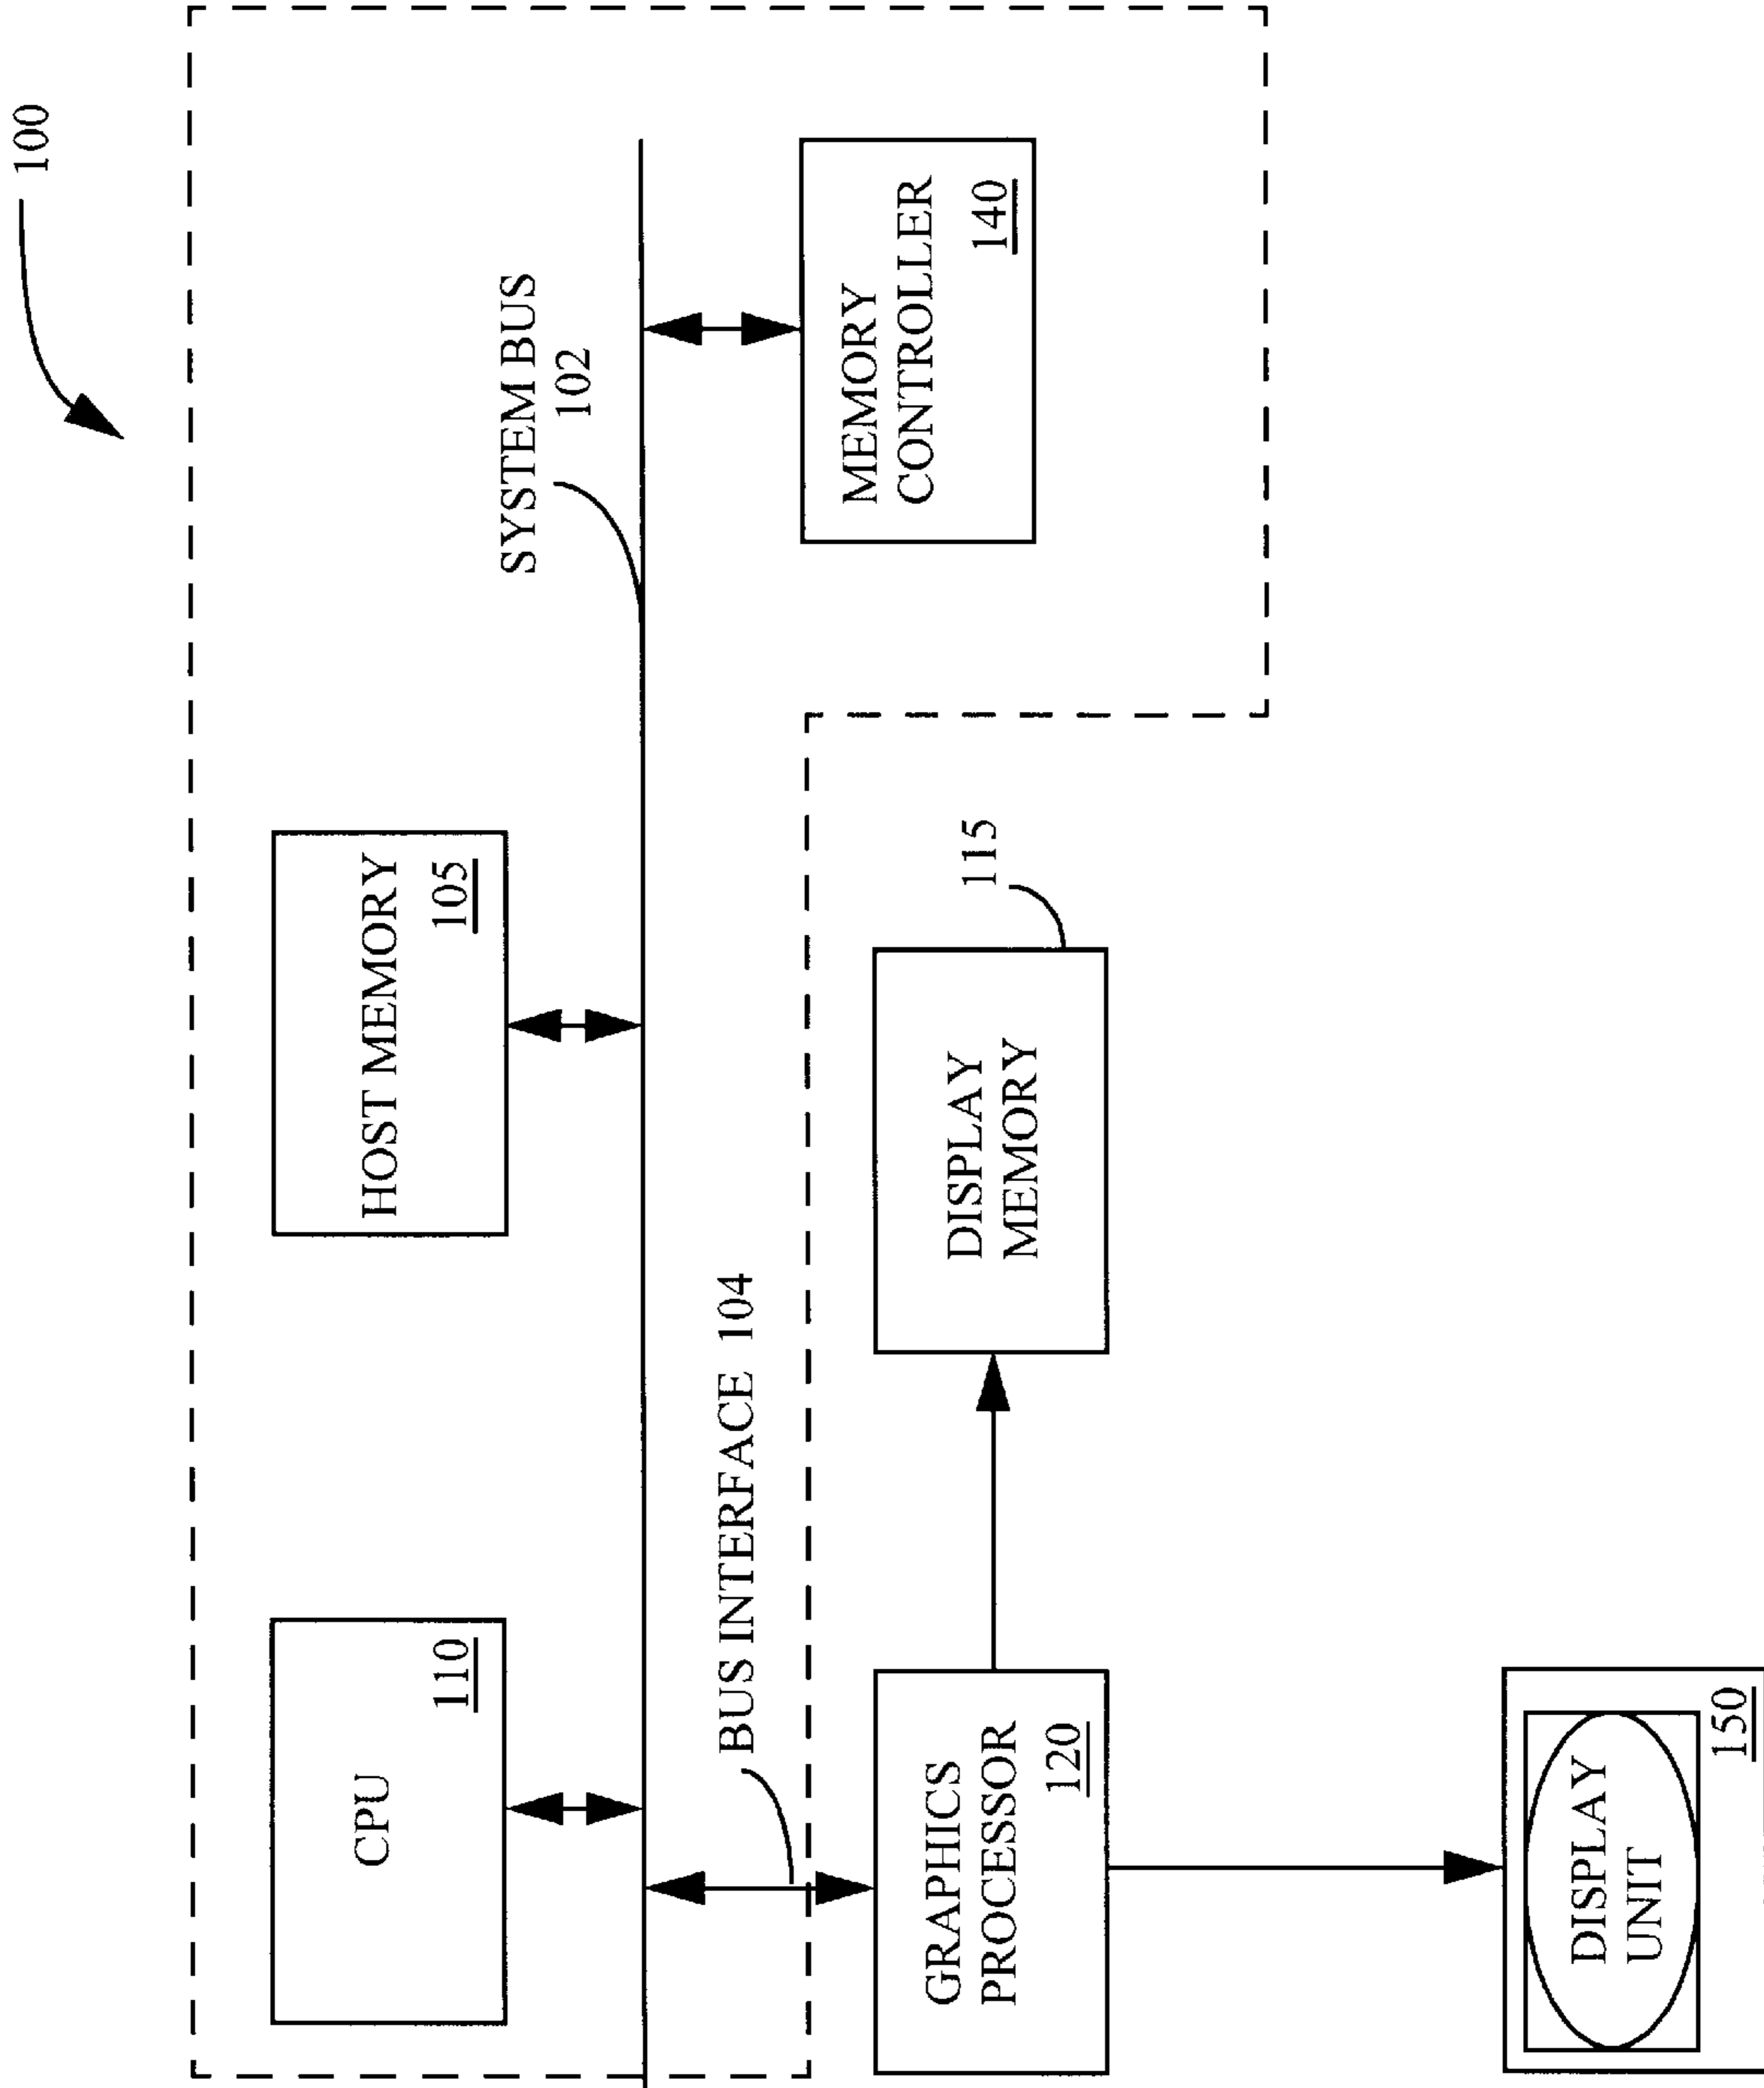 100
CPU
110
HOST MEMORY
105
SYSTEM BUS
102
BUS INTERFACE 104
GRAPHICS
PROCESSOR
120
DISPLAY
MEMORY
115
MEMORY
CONTROLLER
140
DISPLAY
UNIT
150